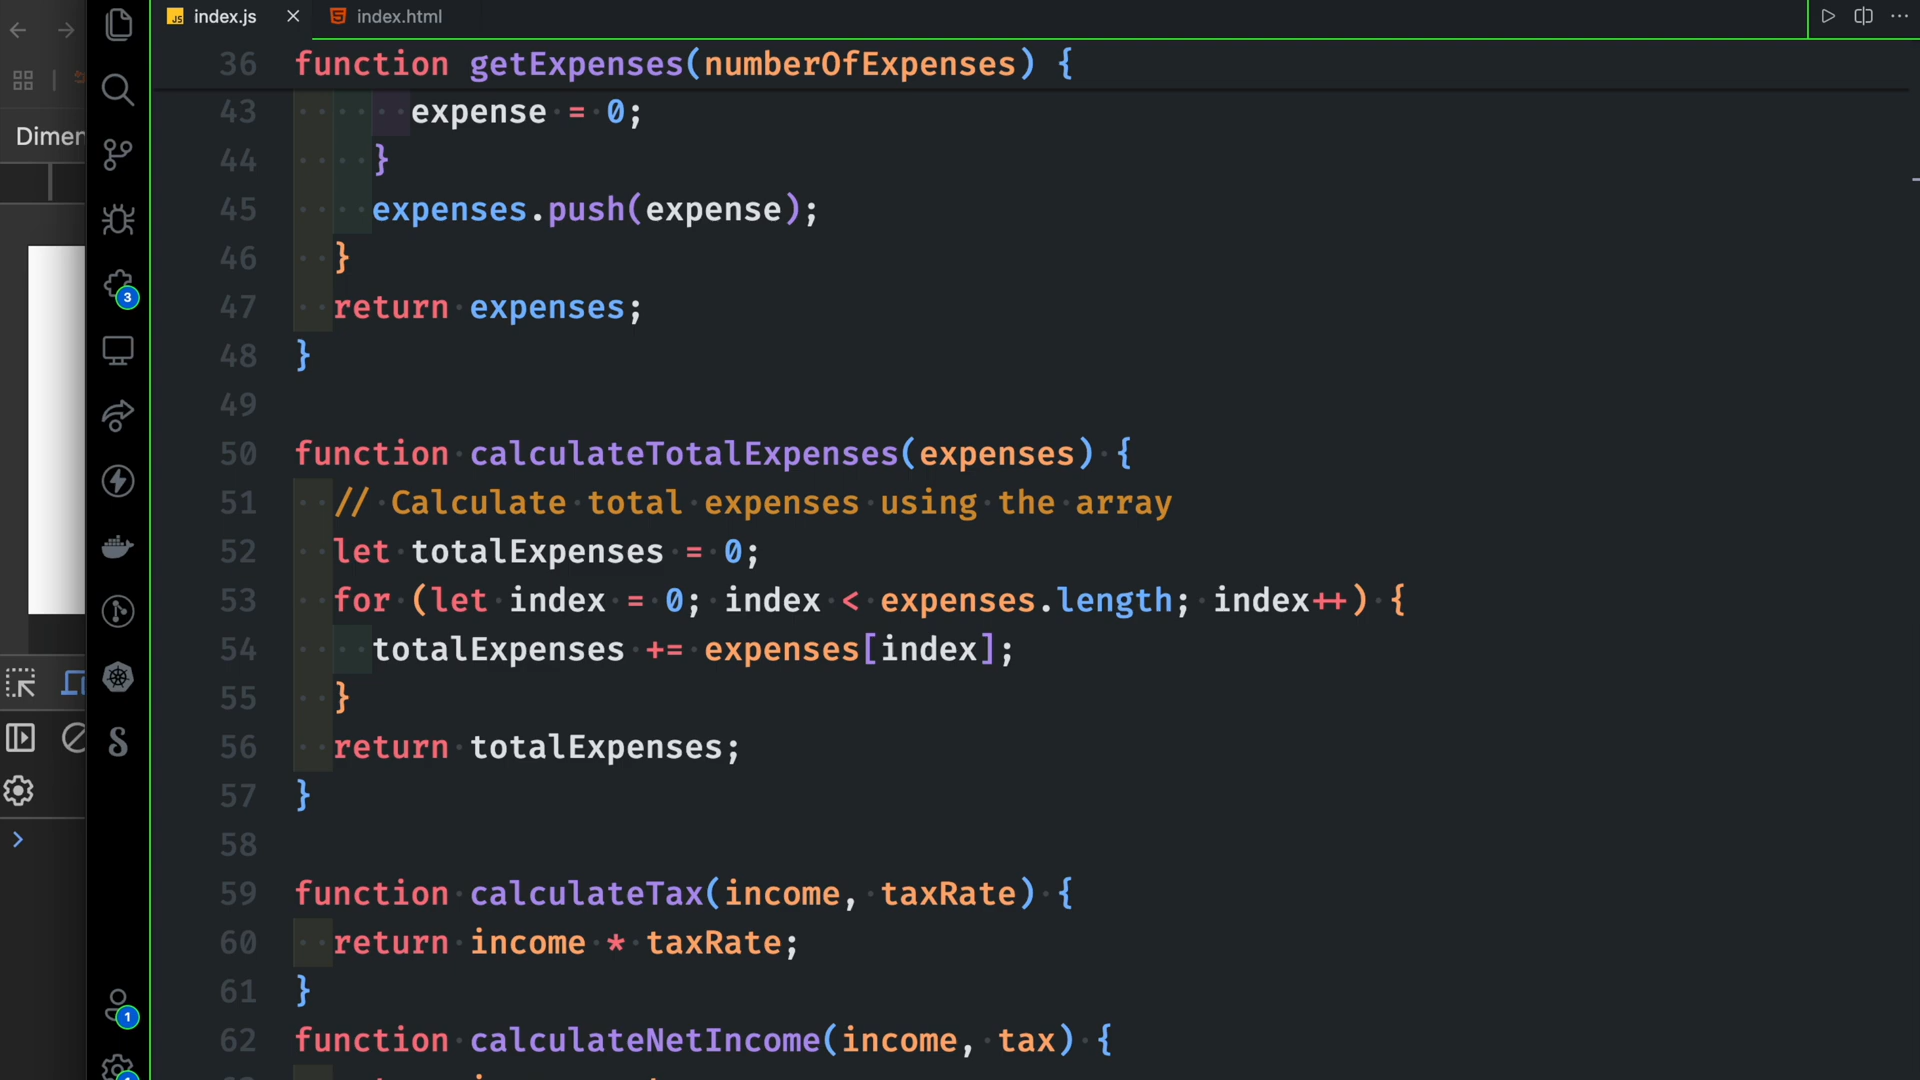 index.js
index.html
36 function getExpenses(numberOfExpenses) {
Dimen
43 expense = 0;
44 }
45 expenses.push(expense);
46 }
47 return expenses;
48 }
49
50 function calculateTotalExpenses(expenses) {
51 // Calculate total expenses using the array
52 let totalExpenses = 0;
53 for (let index = 0; index < expenses.length; index++) {
54 totalExpenses += expenses[index];
55 }
56 return totalExpenses;
57 }
58
59 function calculateTax(income, taxRate) {
60 return income * taxRate;
61 }
62 function calculateNetIncome(income, tax) {
3
1